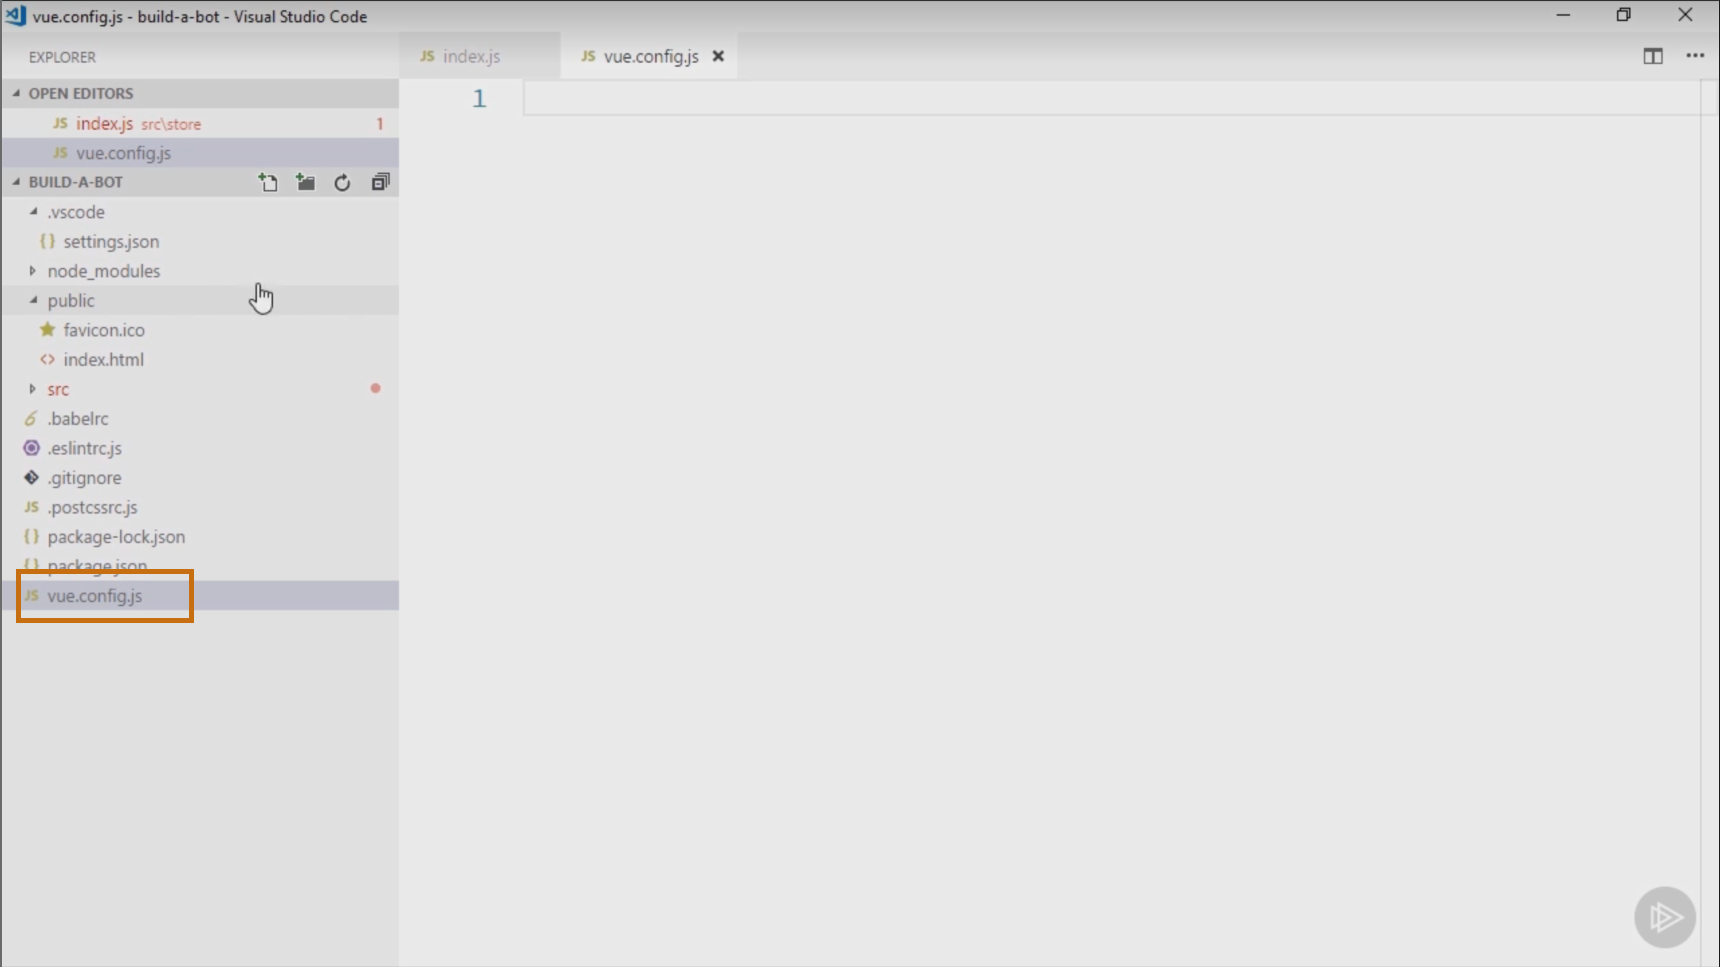 vue.config.js - build-a-bot - Visual Studio Code
EXPLORER
OPEN EDITORS
JS index.js src\store 1
JS vue.config.js
BUILD-A-BOT
.vscode
{} settings.json
node_modules
public
favicon.ico
<> index.html
src
.babelrc
.eslintrc.js
.gitignore
JS .postcssrc.js
{} package-lock.json
{} package.json
JS vue.config.js
JS index.js
JS vue.config.js
1